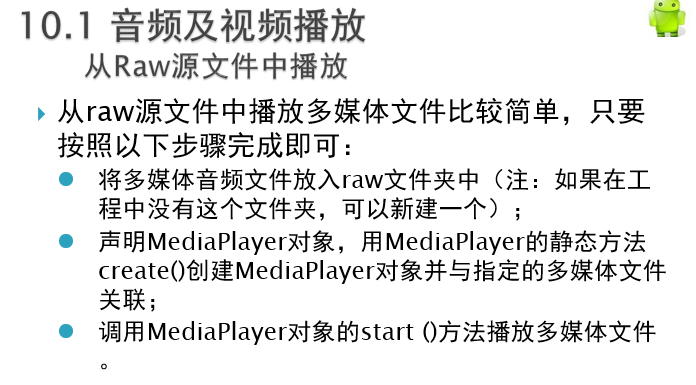 10.1 音频及视频播放
从Raw源文件中播放
从raw源文件中播放多媒体文件比较简单，只要
按照以下步骤完成即可：
将多媒体音频文件放入raw文件夹中（注：如果在工
程中没有这个文件夹，可以新建一个）；
声明MediaPlayer对象，用MediaPlayer的静态方法
create()创建MediaPlayer对象并与指定的多媒体文件
关联；
调用MediaPlayer对象的start ()方法播放多媒体文件
。